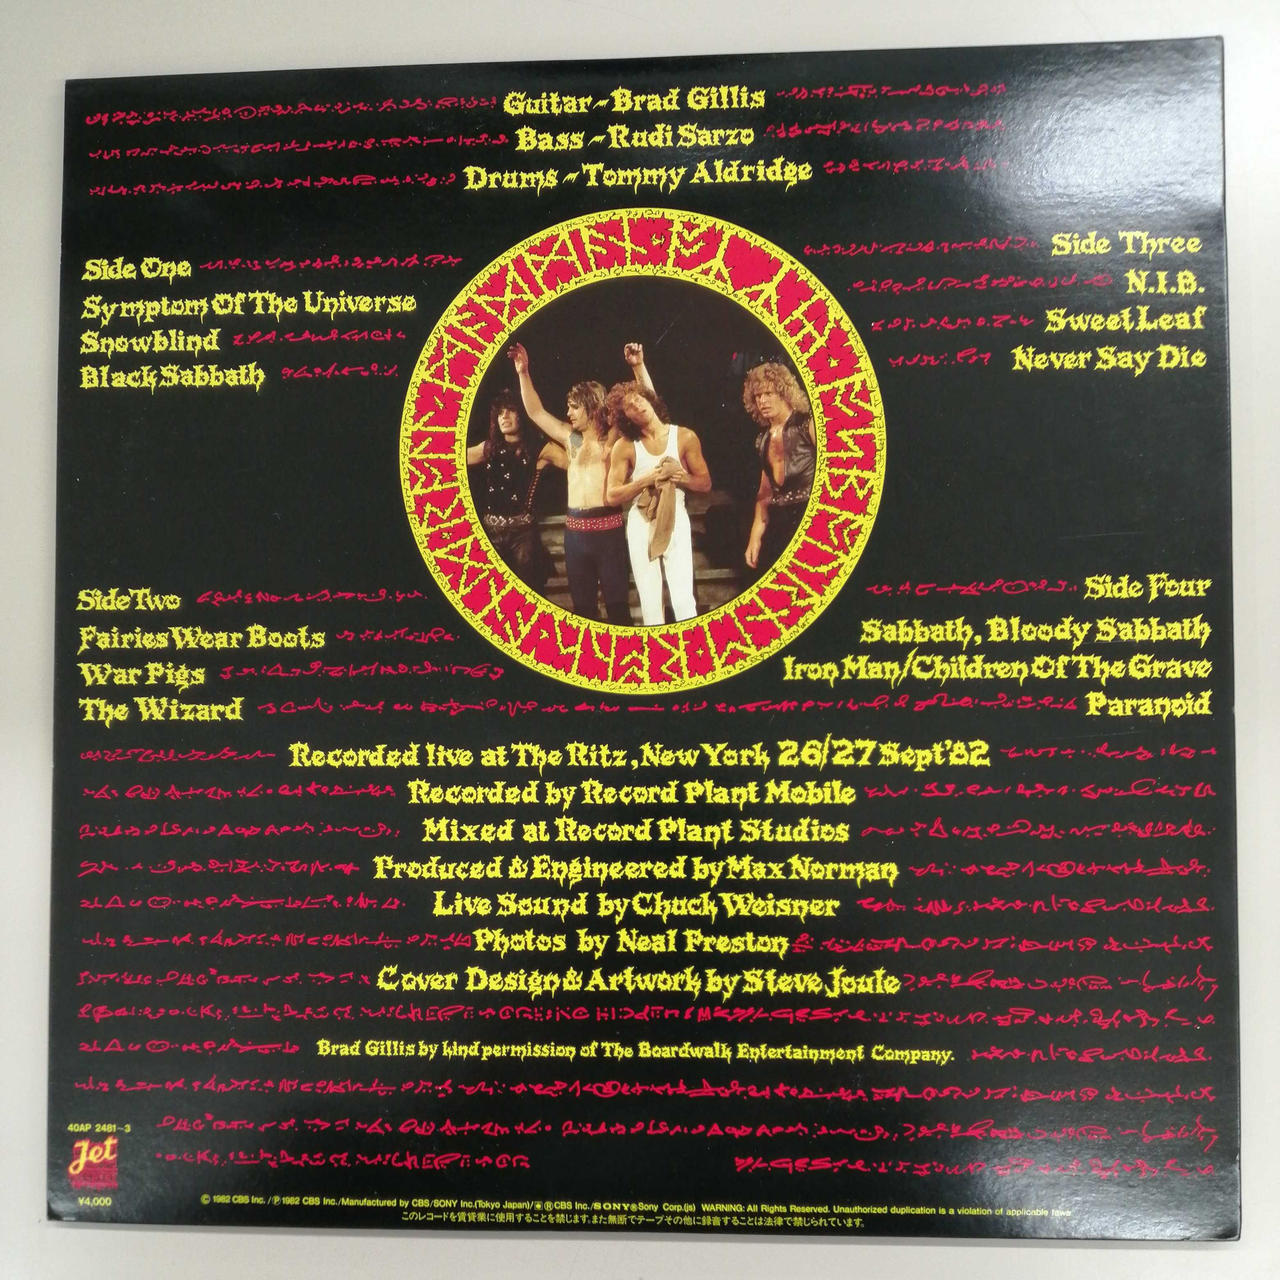 Guitar~Brad Gillis
Bass~Rudi Sarzo
Drums~Tommy Aldridge
Side One
Symptom Of The Universe
Snowblind
Black Sabbath
Side Three
N.I.B.
Sweet Leaf
Never Say Die
Side Two
Fairies Wear Boots
War Pigs
The Wizard
Side Four
Sabbath, Bloody Sabbath
Iron Man/Children Of The Grave
Paranoid
Recorded live at The Ritz, New York 26/27 Sept'82
Recorded by Record Plant Mobile
Mixed at Record Plant Studios
Produced & Engineered by Max Norman
Live Sound by Chuck Weisner
Photos by Neal Preston
Cover Design & Artwork by Steve Joule
Brad Gillis by kind permission of The Boardwalk Entertainment Company.
40AP 2481~3
Jet
¥4,000
© 1982 CBS Inc./℗1982 CBS Inc./Manufactured by CBS/SONY Inc.(Tokyo Japan)/®CBS Inc./SONY®Sony Corp.(js) WARNING: All Rights Reserved. Unauthorized duplication is a violation of applicable laws
このレコードを賃貸業に使用することを禁じます。また無断でテープその他に録音することは法律で禁じられています。